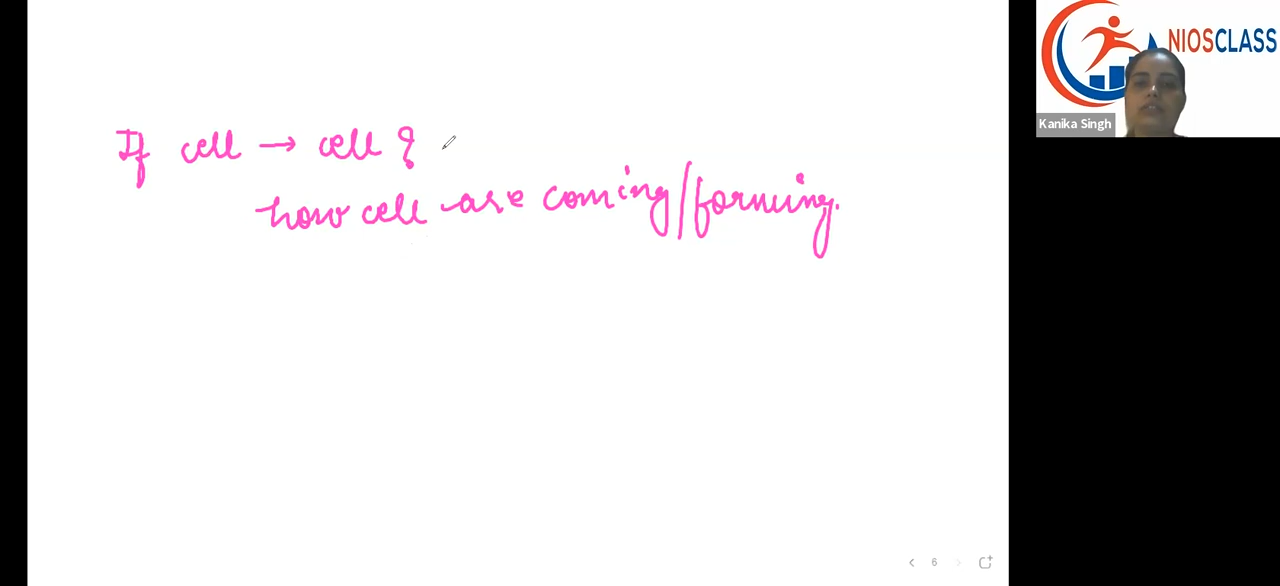 If cell → cell ?
how cell are coming/forming.
NIOSCLASS
Kanika Singh
6